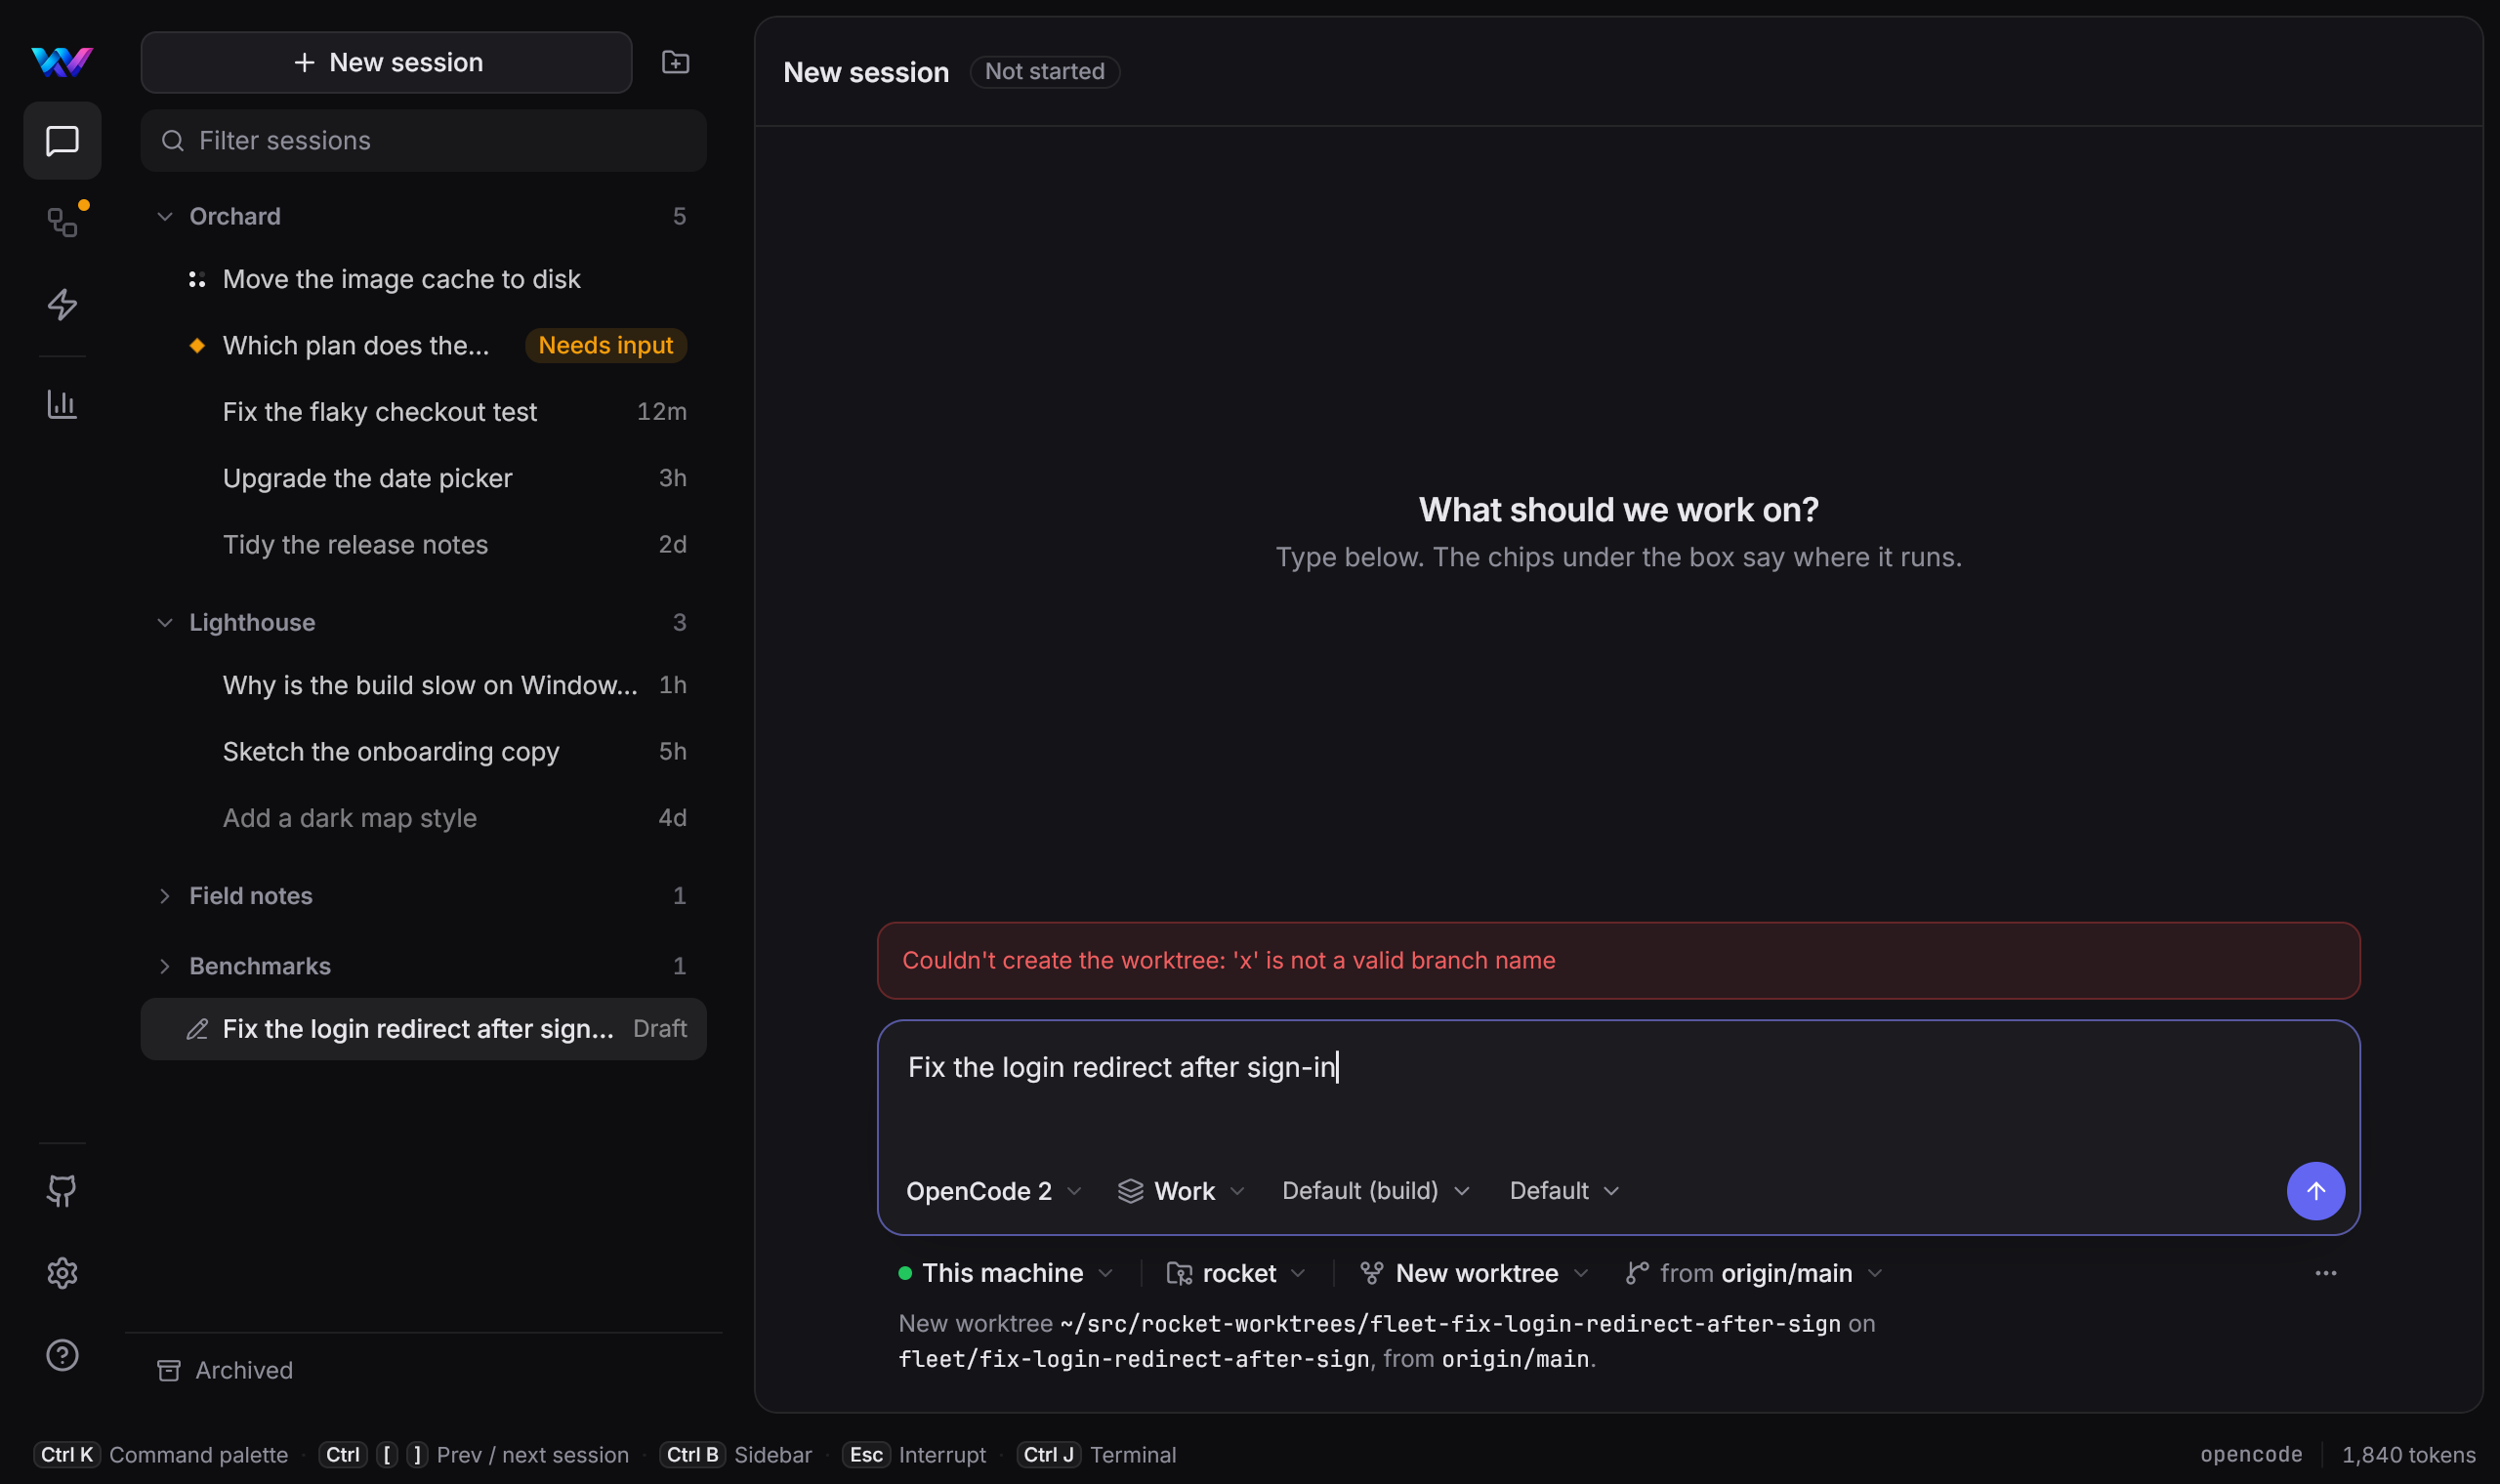 New session
Filter sessions
Orchard 5
Move the image cache to disk
Which plan does the... Needs input
Fix the flaky checkout test 12m
Upgrade the date picker 3h
Tidy the release notes 2d
Lighthouse 3
Why is the build slow on Window... 1h
Sketch the onboarding copy 5h
Add a dark map style 4d
Field notes 1
Benchmarks 1
Fix the login redirect after sign... Draft
Archived
New session Not started
What should we work on?
Type below. The chips under the box say where it runs.
Couldn't create the worktree: 'x' is not a valid branch name
Fix the login redirect after sign-in
OpenCode 2 Work Default (build) Default
This machine rocket New worktree from origin/main
New worktree ~/src/rocket-worktrees/fleet-fix-login-redirect-after-sign on
fleet/fix-login-redirect-after-sign, from origin/main.
Ctrl K Command palette · Ctrl [ ] Prev / next session · Ctrl B Sidebar · Esc Interrupt · Ctrl J Terminal
opencode 1,840 tokens